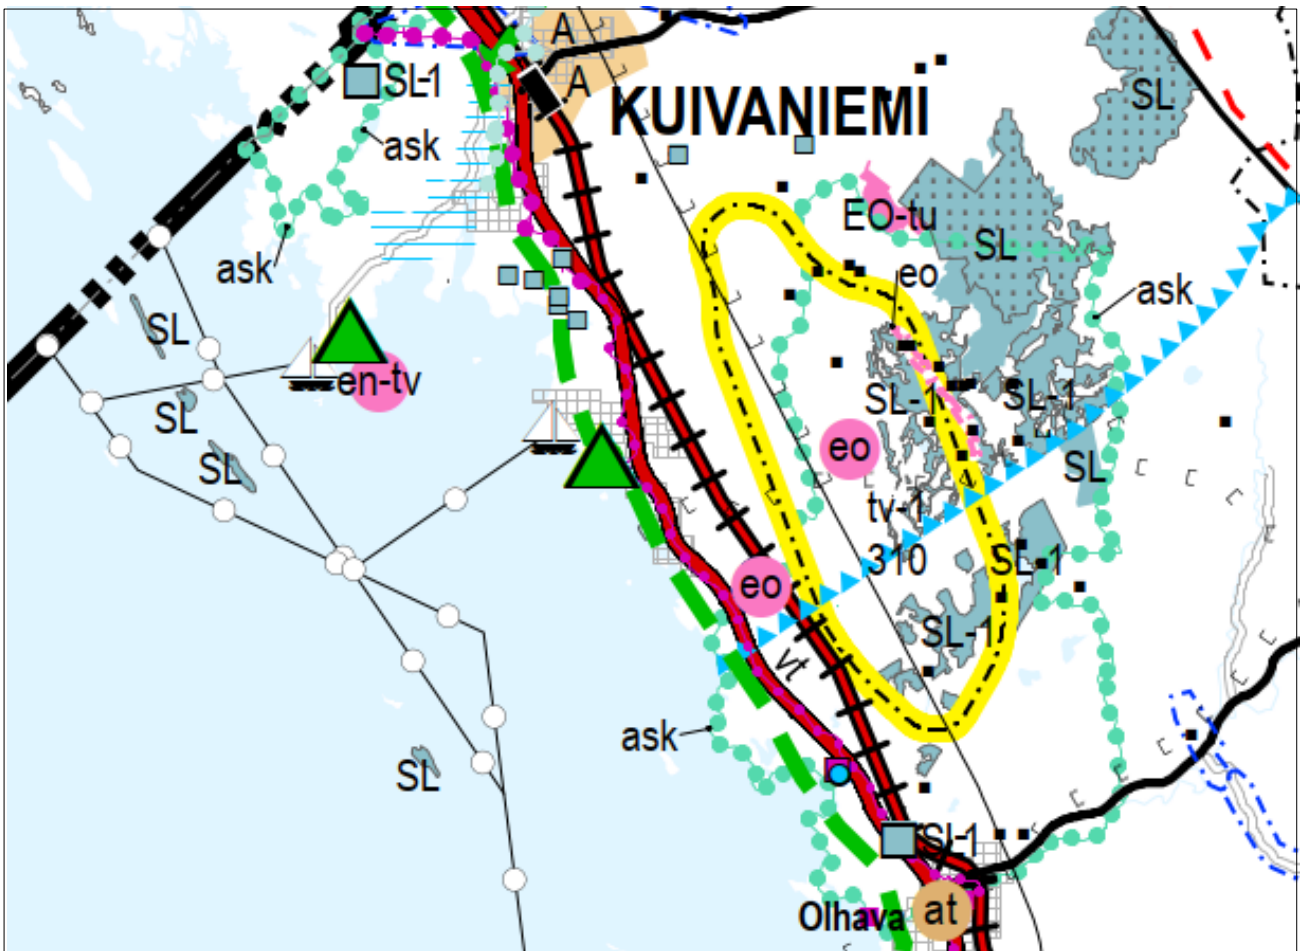 A
A
SL-1
SL
KUIVANIEMI
ask
EO-tu
SL
ask
eo
ask
SL
en-tv
SL
SL-1
SL-1
SL
eo
SL
tv-1
310
SL-1
eo
SL-1
vt
ask
SL
SL-1
Olhava
at